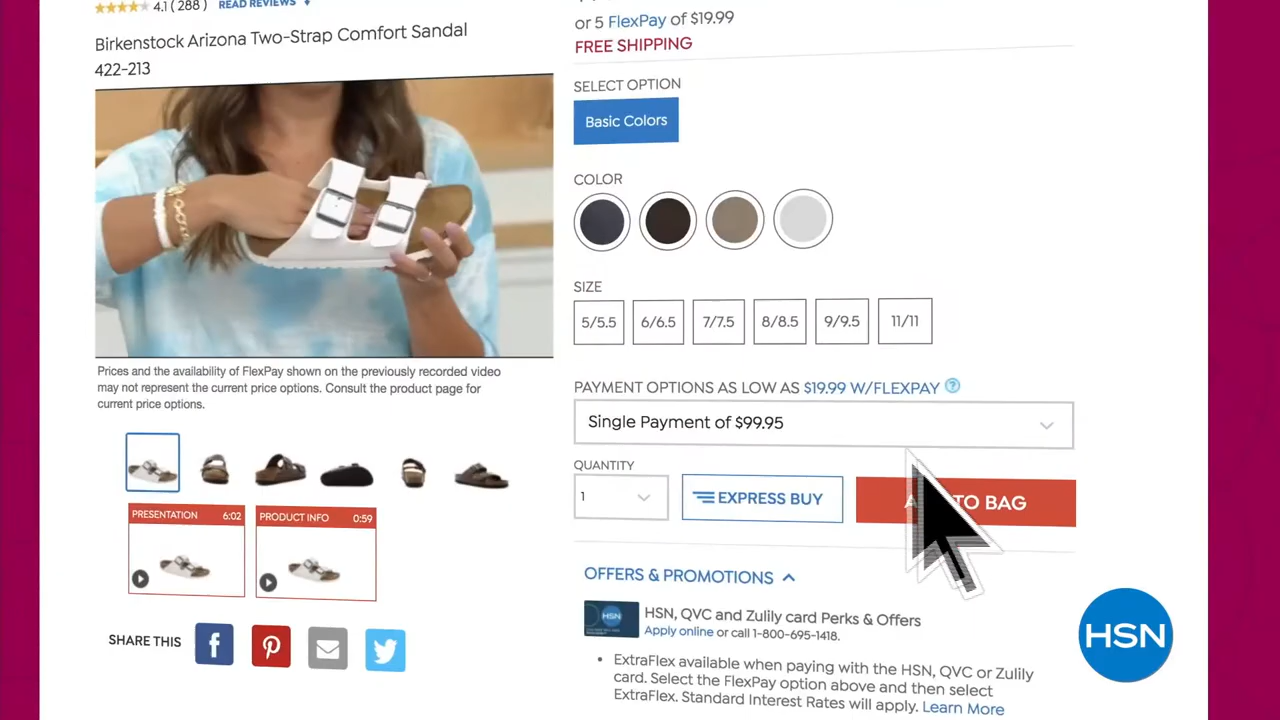 4.1 ( 288 ) READ REVIEWS
Birkenstock Arizona Two-Strap Comfort Sandal
422-213
Prices and the availability of FlexPay shown on the previously recorded video
may not represent the current price options. Consult the product page for
current price options.
PRESENTATION 6:02
PRODUCT INFO 0:59
SHARE THIS
or 5 FlexPay of $19.99
FREE SHIPPING
SELECT OPTION
Basic Colors
COLOR
SIZE
5/5.5 6/6.5 7/7.5 8/8.5 9/9.5 11/11
PAYMENT OPTIONS AS LOW AS $19.99 W/FLEXPAY ?
Single Payment of $99.95
QUANTITY
1
EXPRESS BUY
TO BAG
OFFERS & PROMOTIONS
HSN
HSN, QVC and Zulily card Perks & Offers
Apply online or call 1-800-695-1418.
• ExtraFlex available when paying with the HSN, QVC or Zulily
card. Select the FlexPay option above and then select
ExtraFlex. Standard Interest Rates will apply. Learn More
HSN